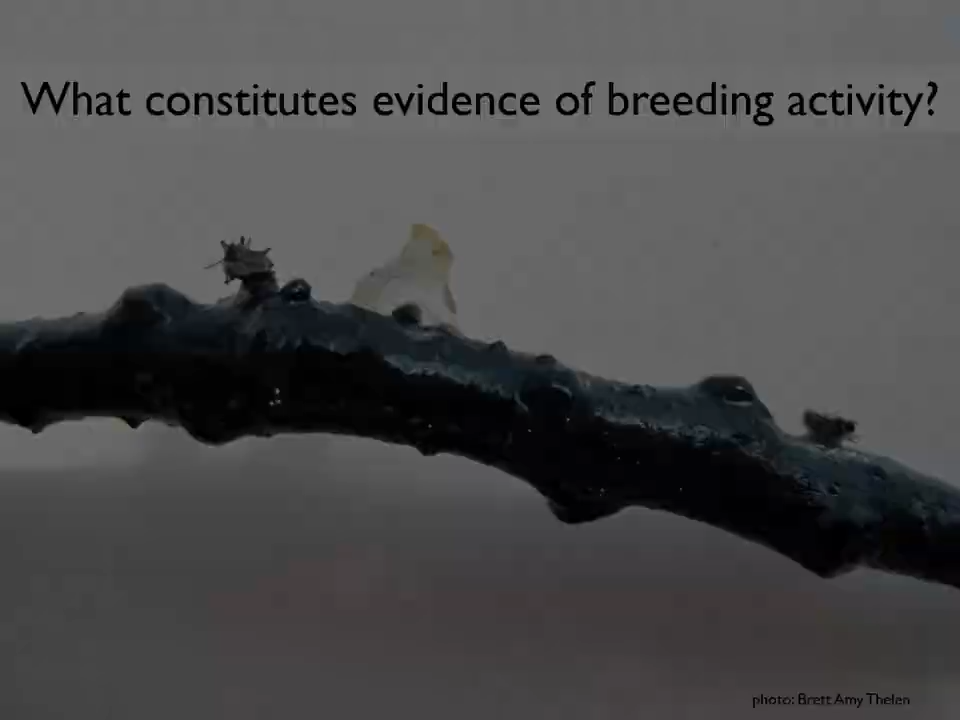 What constitutes evidence of breeding activity?
photo: Brett Amy Thelen